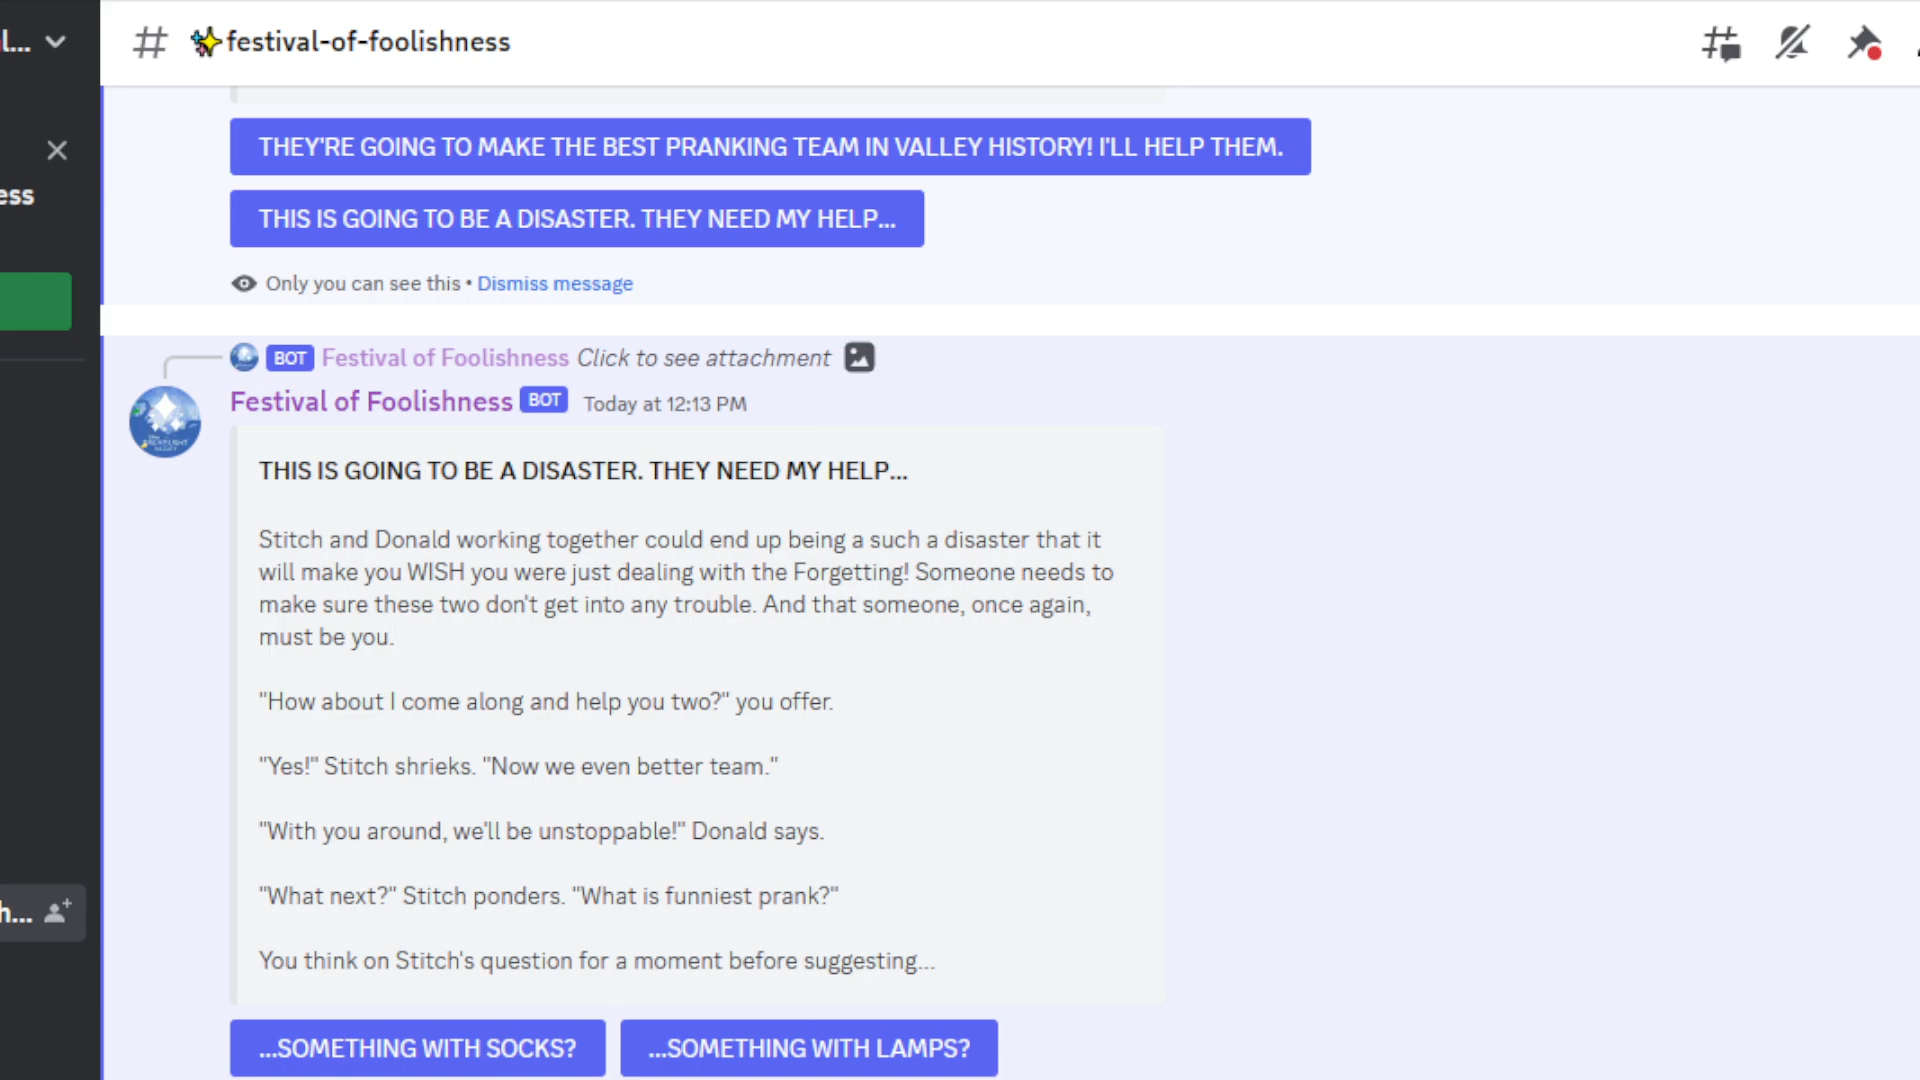 l...
festival-of-foolishness
ess
h...
THEY'RE GOING TO MAKE THE BEST PRANKING TEAM IN VALLEY HISTORY! I'LL HELP THEM.
THIS IS GOING TO BE A DISASTER. THEY NEED MY HELP...
Only you can see this • Dismiss message
BOT Festival of Foolishness Click to see attachment
Festival of Foolishness BOT Today at 12:13 PM
THIS IS GOING TO BE A DISASTER. THEY NEED MY HELP...
Stitch and Donald working together could end up being a such a disaster that it
will make you WISH you were just dealing with the Forgetting! Someone needs to
make sure these two don't get into any trouble. And that someone, once again,
must be you.
"How about I come along and help you two?" you offer.
"Yes!" Stitch shrieks. "Now we even better team."
"With you around, we'll be unstoppable!" Donald says.
"What next?" Stitch ponders. "What is funniest prank?"
You think on Stitch's question for a moment before suggesting...
...SOMETHING WITH SOCKS?
...SOMETHING WITH LAMPS?